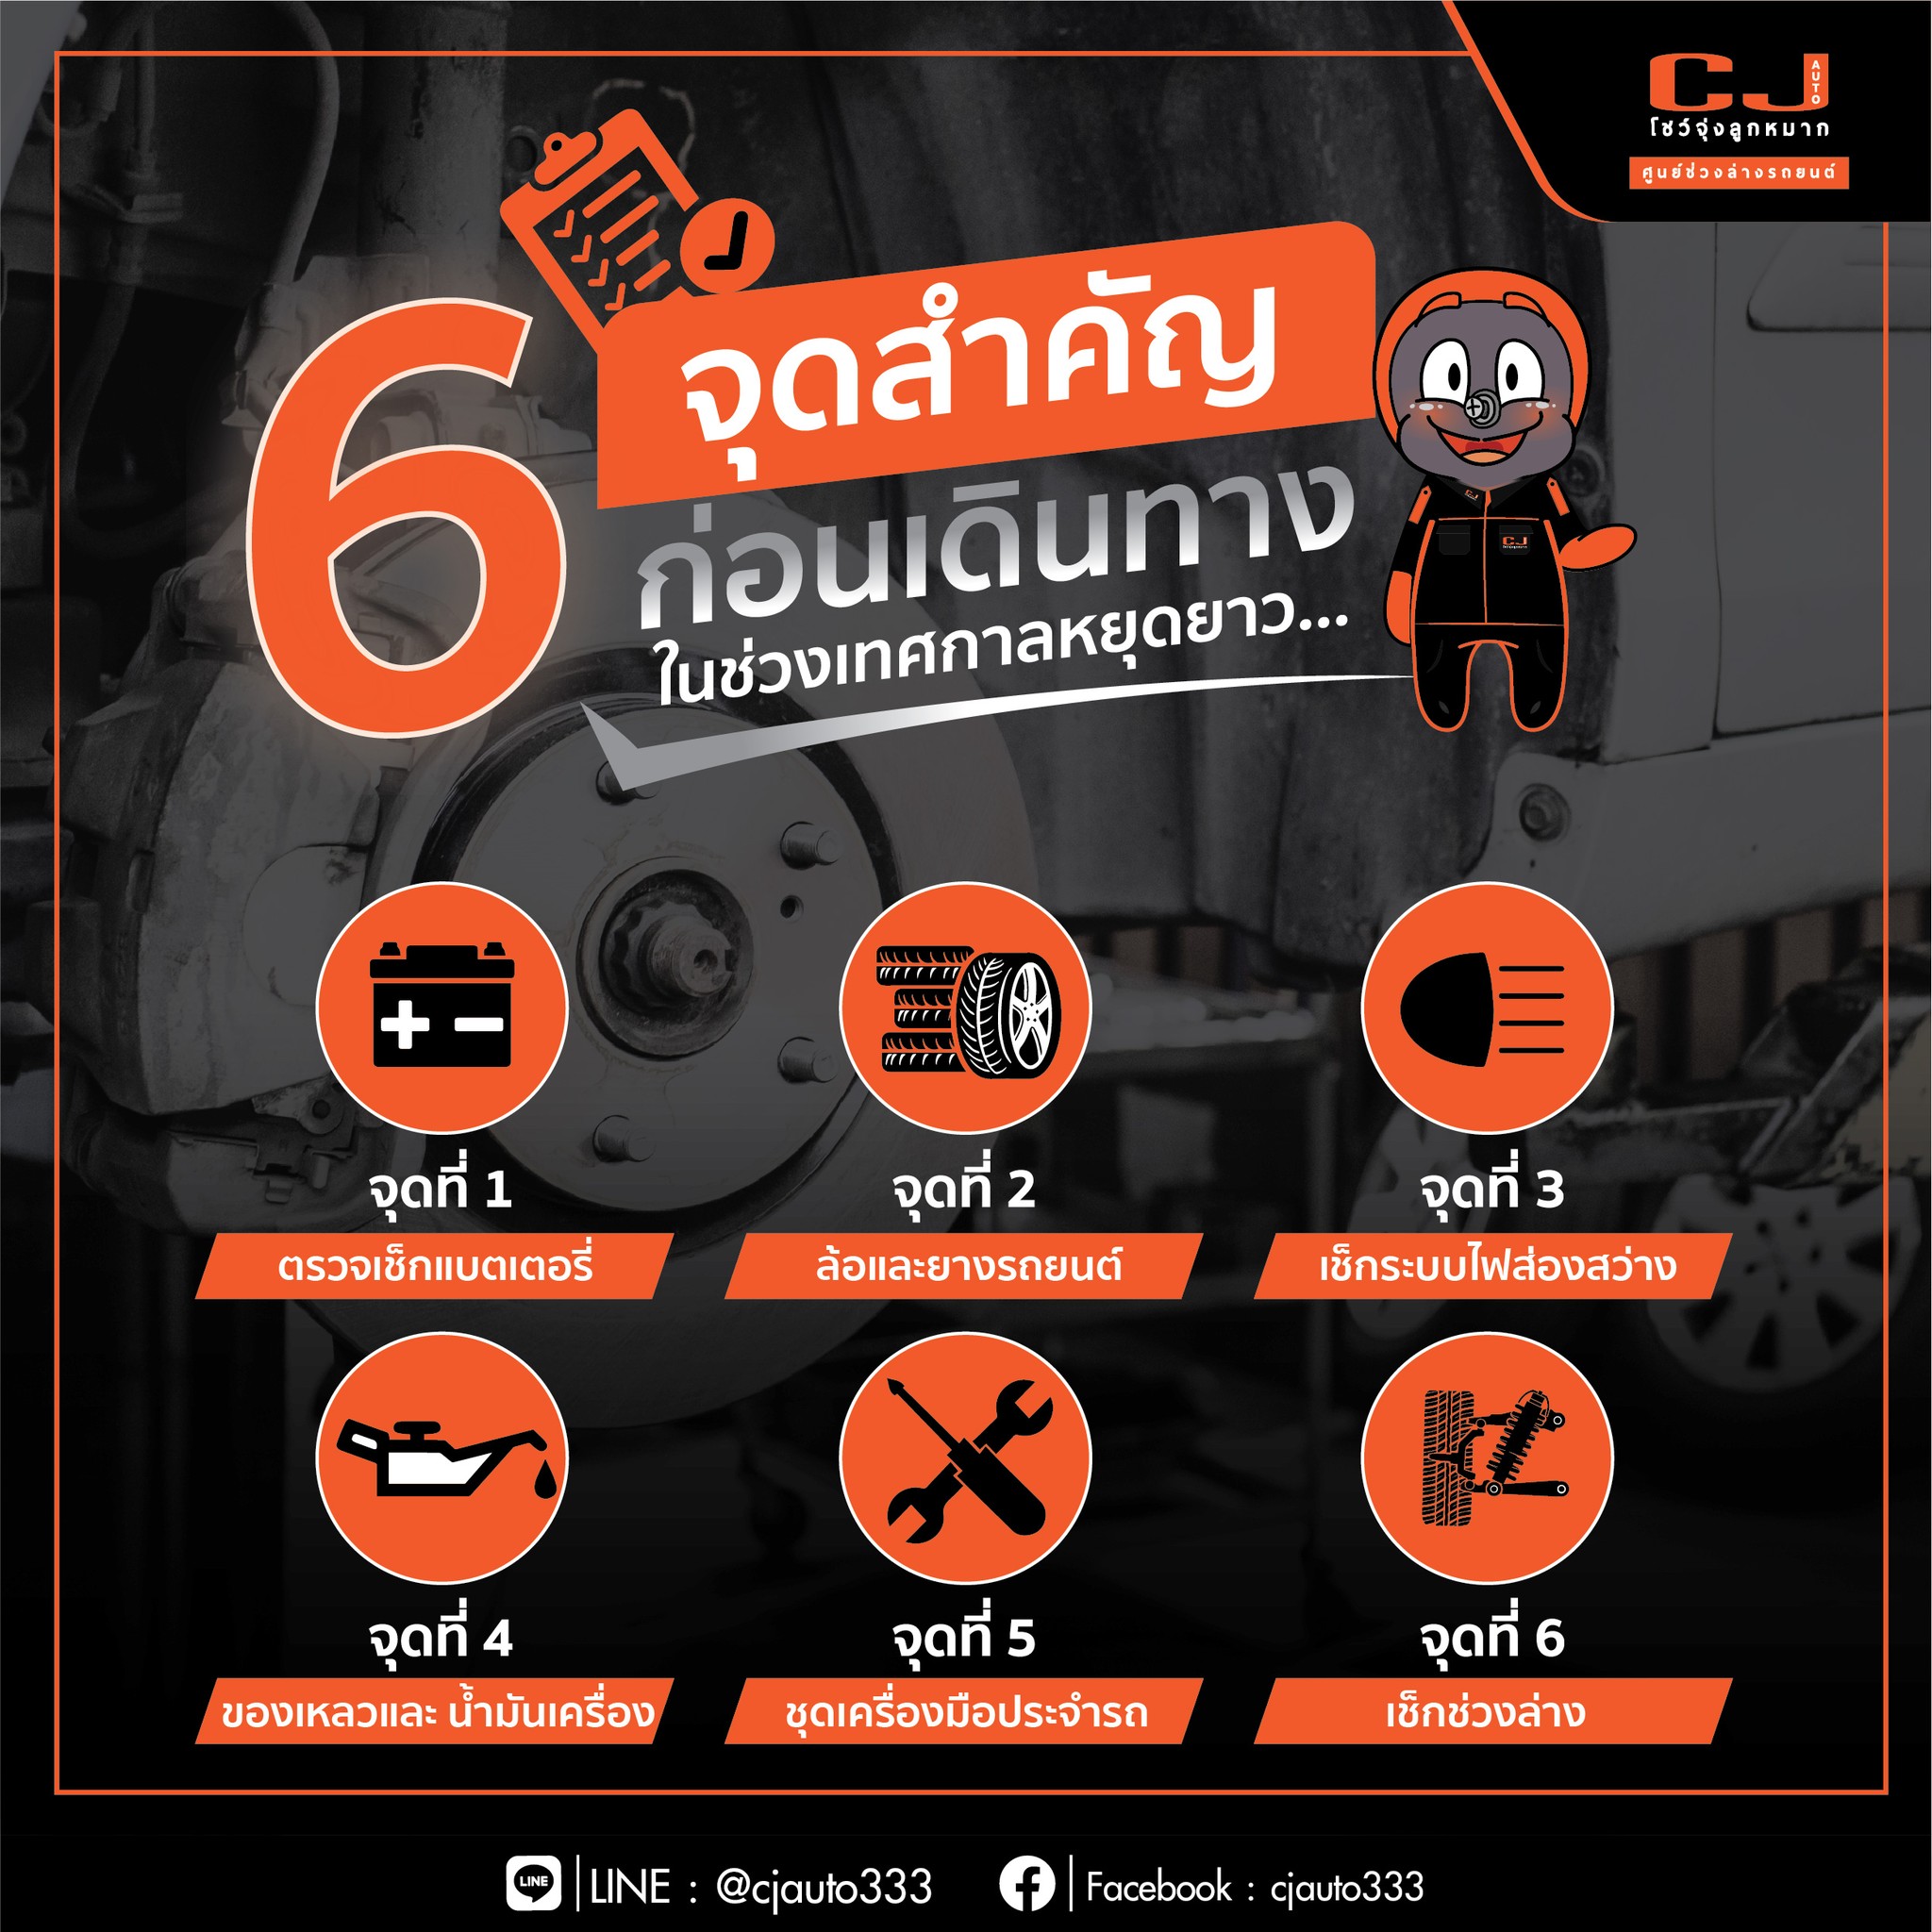 CJ AUTO
โชว์จุ่งลูกหมาก
ศูนย์ช่วงล่างรถยนต์
6 จุดสำคัญ
ก่อนเดินทาง
ในช่วงเทศกาลหยุดยาว...
CJ
จุดที่ 1
จุดที่ 2
จุดที่ 3
ตรวจเช็กแบตเตอรี่
ล้อและยางรถยนต์
เช็กระบบไฟส่องสว่าง
จุดที่ 4
จุดที่ 5
จุดที่ 6
ของเหลวและ น้ำมันเครื่อง
ชุดเครื่องมือประจำรถ
เช็กช่วงล่าง
LINE LINE : @cjauto333
Facebook : cjauto333